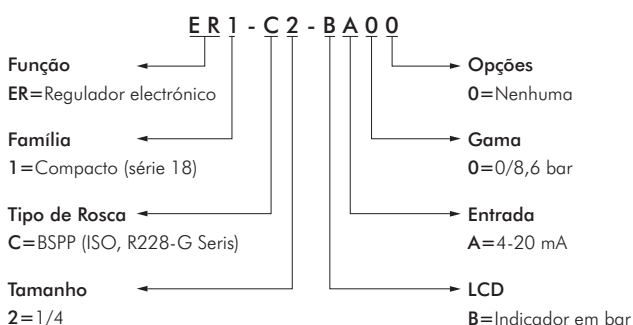 ER1-C2-BA00
Função
ER=Regulador electrónico
Família
1=Compacto (série 18)
Tipo de Rosca
C=BSPP (ISO, R228-G Seris)
Tamanho
2=1/4
Opções
0=Nenhuma
Gama
0=0/8,6 bar
Entrada
A=4-20 mA
LCD
B=Indicador em bar